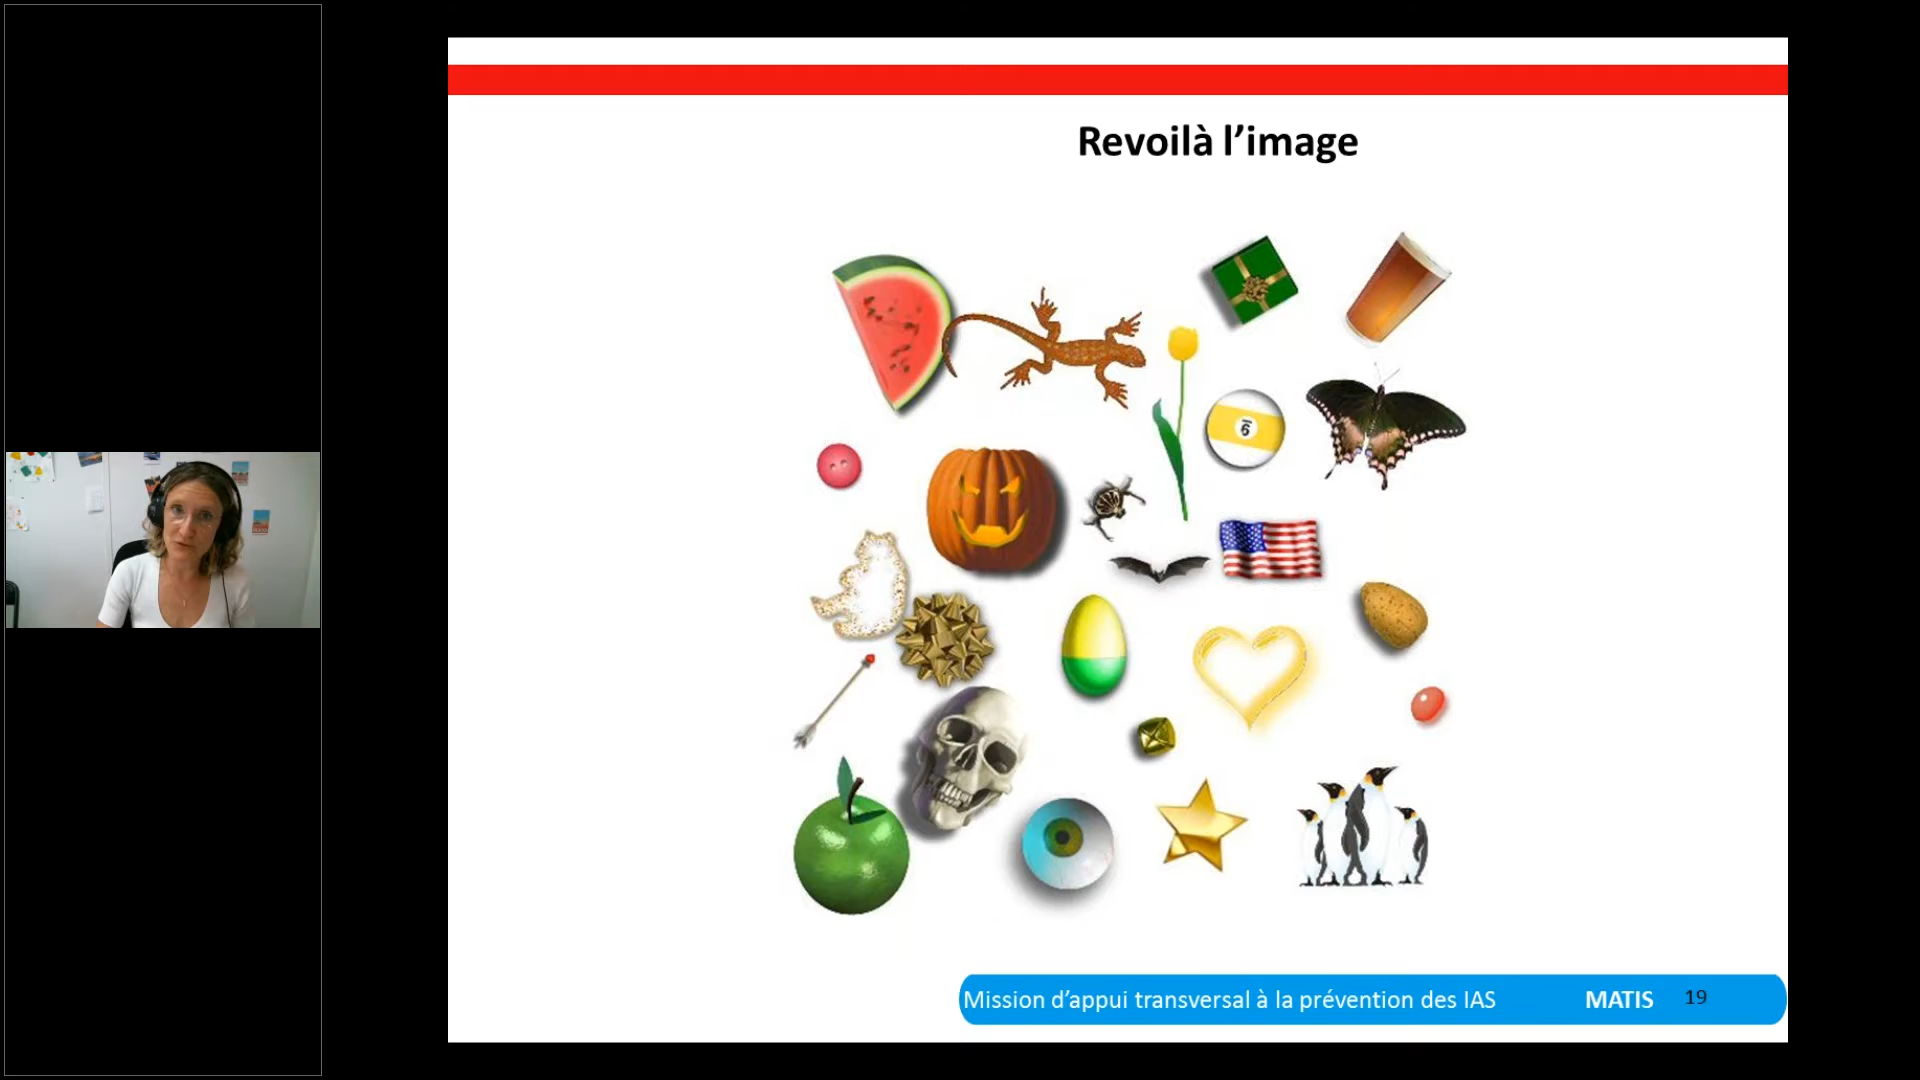 Revoilà l’image
6
Mission d’appui transversal à la prévention des IAS MATIS 19